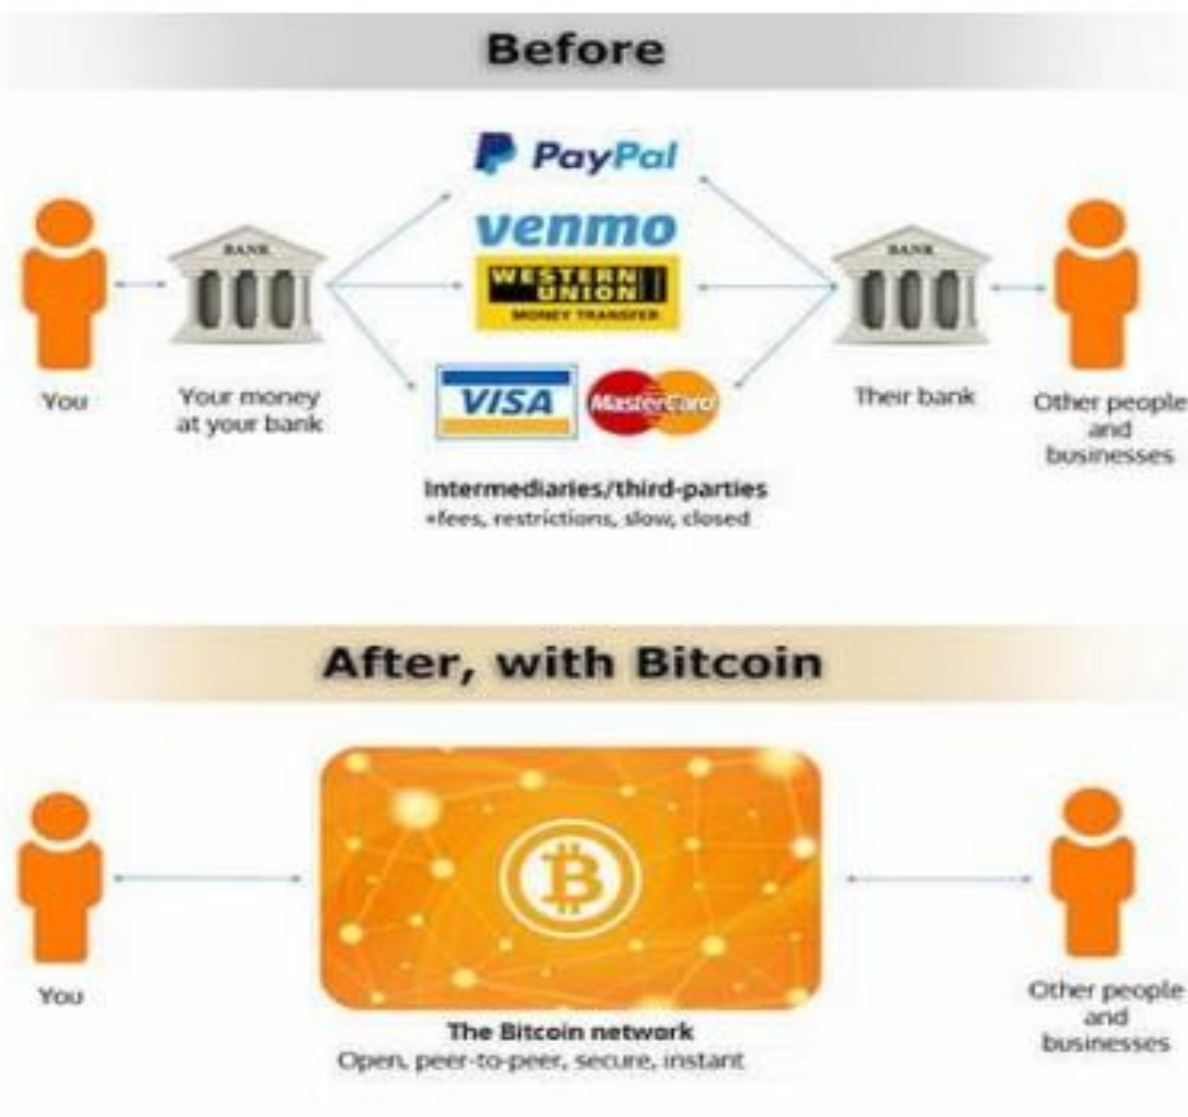 Before
PayPal
venmo
WESTERN
UNION
MONEY TRANSFER
BANK
BANK
VISA
MasterCard
You
Your money
at your bank
Their bank
Other people
and
businesses
Intermediaries/third-parties
+fees, restrictions, slow, closed
After, with Bitcoin
You
The Bitcoin network
Open, peer-to-peer, secure, instant
Other people
and
businesses